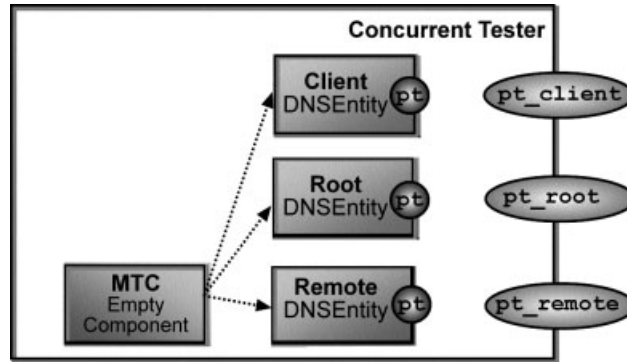 Concurrent Tester
Client
DNSEntity
pt
pt_client
Root
DNSEntity
pt
pt_root
MTC
Empty
Component
Remote
DNSEntity
pt
pt_remote